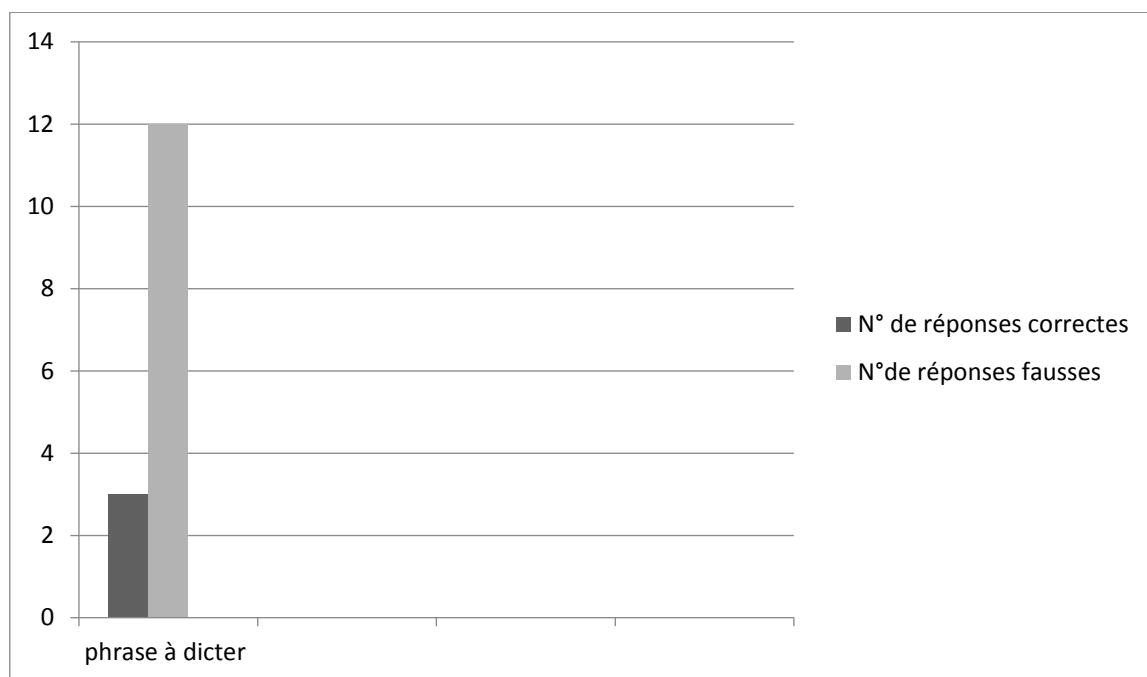 14
12
10
8
6
4
2
0
phrase à dicter
N° de réponses correctes
N°de réponses fausses